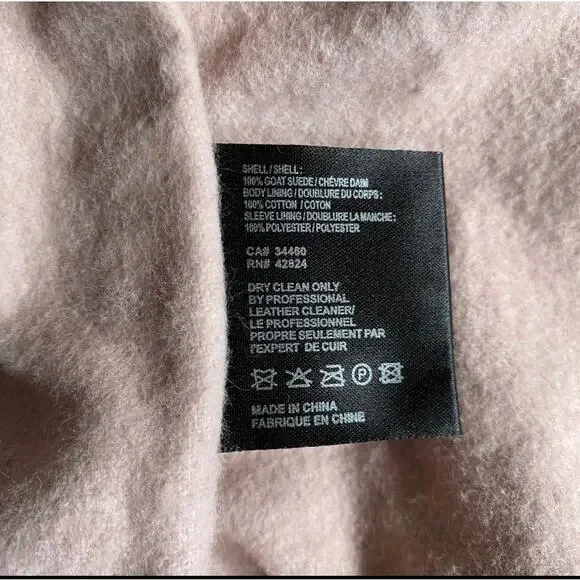 SHELL / SHELL :
100% GOAT SUEDE / CHÉVRE DAIM
BODY LINING / DOUBLURE DU CORPS :
100% COTTON / COTON
SLEEVE LINING / DOUBLURE LA MANCHE :
100% POLYESTER / POLYESTER
CA# 34460
RN# 42824
DRY CLEAN ONLY
BY PROFESSIONAL
LEATHER CLEANER/
LE PROFESSIONNEL
PROPRE SEULEMENT PAR
l'EXPERT DE CUIR
P
MADE IN CHINA
FABRIQUE EN CHINE